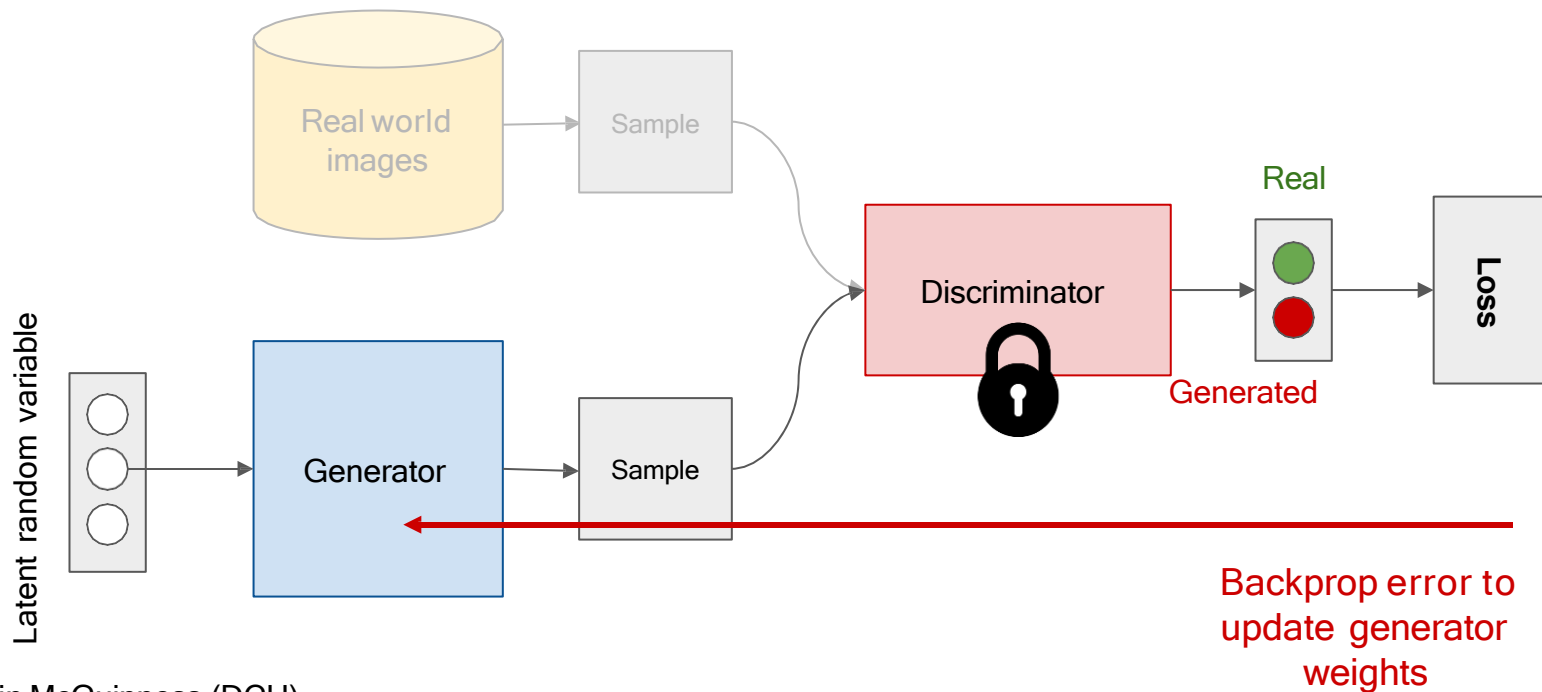 Real world
images
Sample
Real
Discriminator
Loss
Generated
Latent random variable
Generator
Sample
Backprop error to
update generator
weights